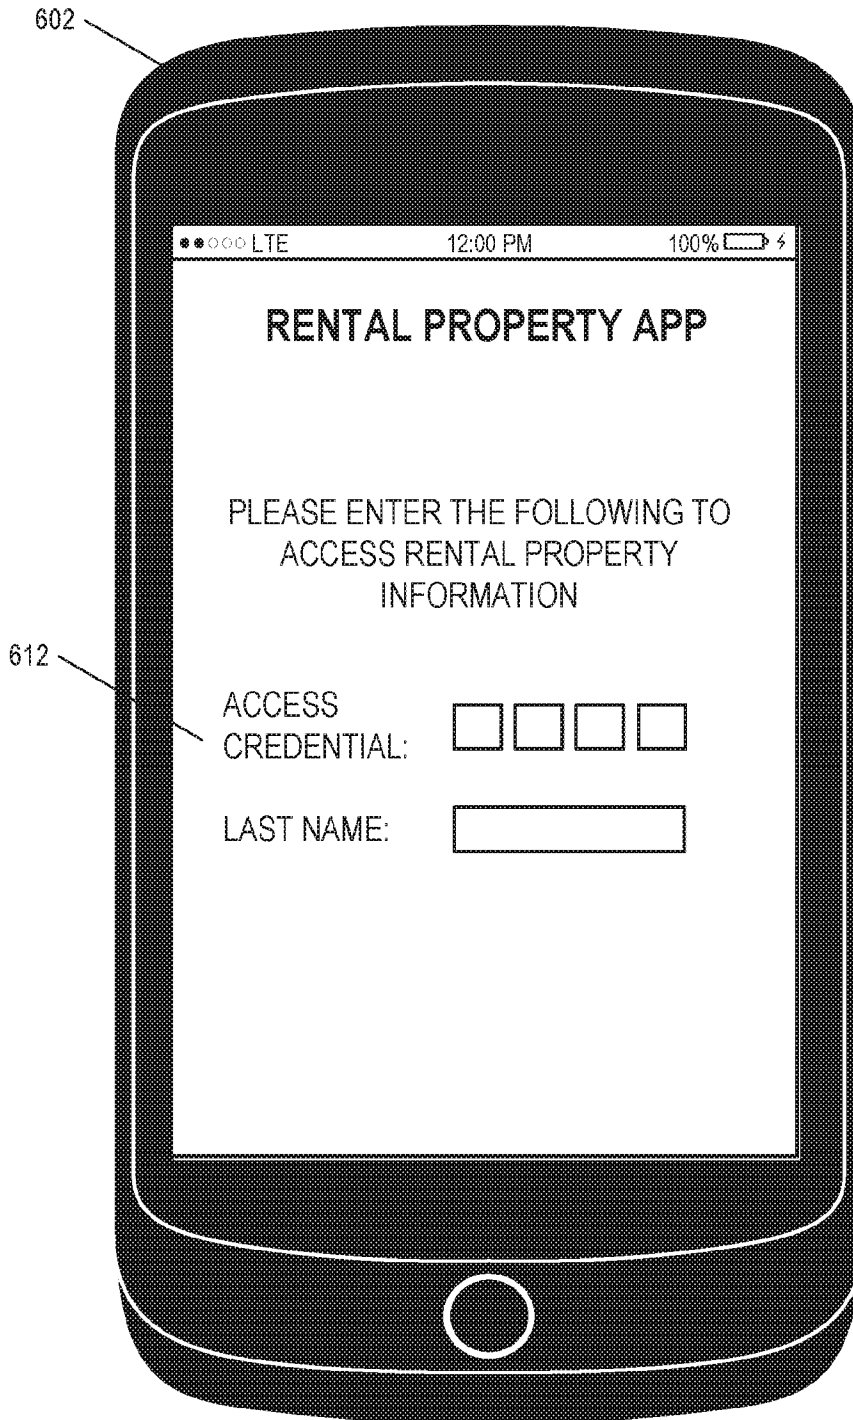 602
LTE 12:00 PM 100%
RENTAL PROPERTY APP
PLEASE ENTER THE FOLLOWING TO
ACCESS RENTAL PROPERTY
INFORMATION
612
ACCESS
CREDENTIAL:
LAST NAME: